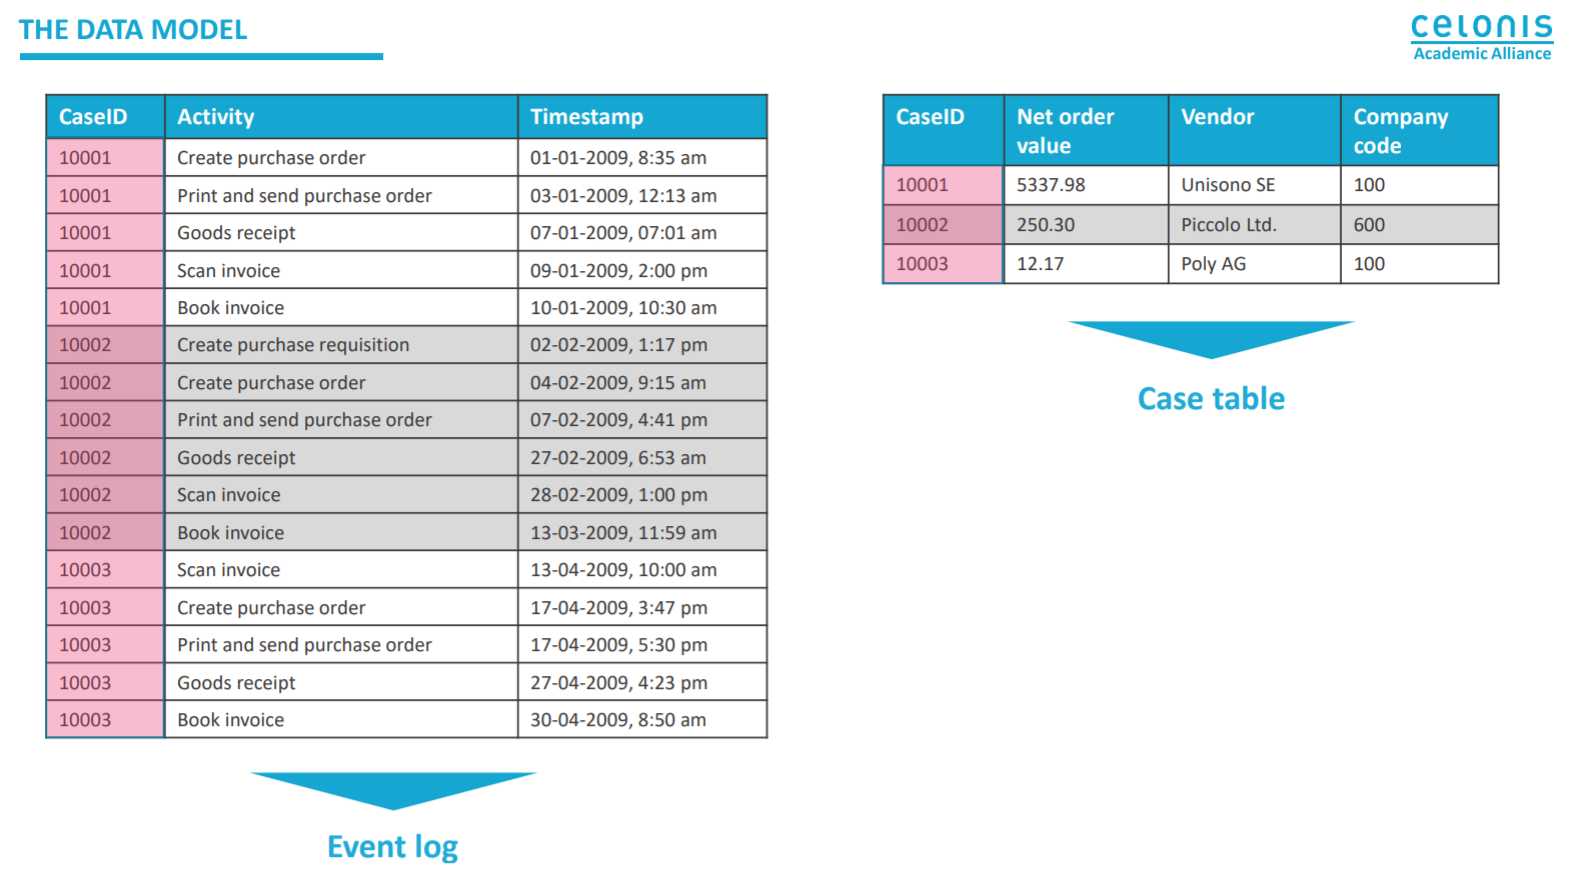 THE DATA MODEL
celonis
Academic Alliance
CaseID Activity Timestamp
10001 Create purchase order 01-01-2009, 8:35 am
10001 Print and send purchase order 03-01-2009, 12:13 am
10001 Goods receipt 07-01-2009, 07:01 am
10001 Scan invoice 09-01-2009, 2:00 pm
10001 Book invoice 10-01-2009, 10:30 am
10002 Create purchase requisition 02-02-2009, 1:17 pm
10002 Create purchase order 04-02-2009, 9:15 am
10002 Print and send purchase order 07-02-2009, 4:41 pm
10002 Goods receipt 27-02-2009, 6:53 am
10002 Scan invoice 28-02-2009, 1:00 pm
10002 Book invoice 13-03-2009, 11:59 am
10003 Scan invoice 13-04-2009, 10:00 am
10003 Create purchase order 17-04-2009, 3:47 pm
10003 Print and send purchase order 17-04-2009, 5:30 pm
10003 Goods receipt 27-04-2009, 4:23 pm
10003 Book invoice 30-04-2009, 8:50 am
Event log
CaseID Net order Vendor Company
value code
10001 5337.98 Unisono SE 100
10002 250.30 Piccolo Ltd. 600
10003 12.17 Poly AG 100
Case table